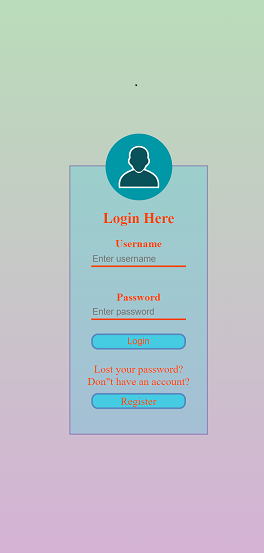 .
Login Here
Username
Enter username
Password
Enter password
Login
Lost your password?
Don"t have an account?
Register